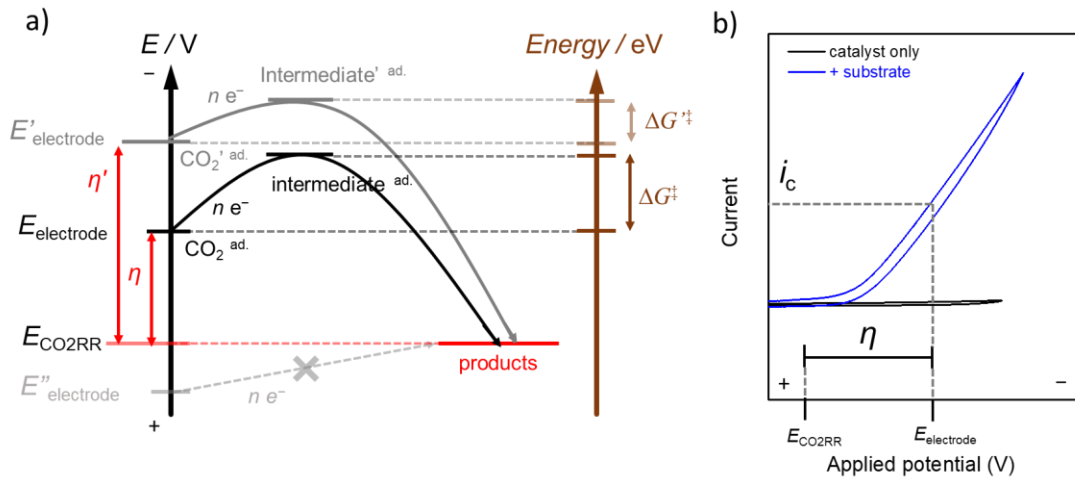 a)
E / V
Energy / eV
−
Intermediate' ad.
n e⁻
E'electrode
ΔG'‡
CO₂' ad.
η'
intermediate ad.
n e⁻
ΔG‡
Eelectrode
CO₂ ad.
η
ECO2RR
products
E''electrode
n e⁻
+
b)
catalyst only
+ substrate
ic
Current
η
+
−
ECO2RR
Eelectrode
Applied potential (V)